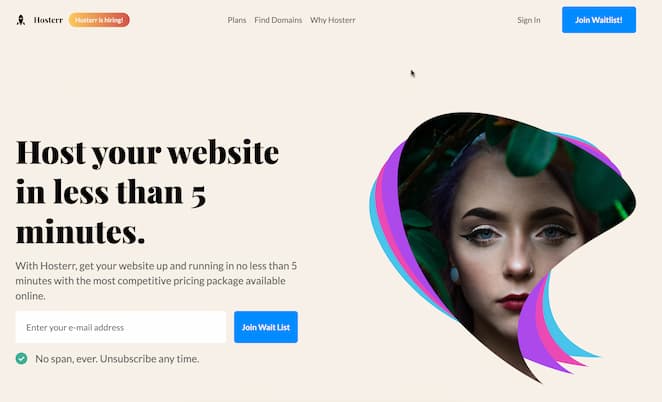 Hosterr
Hosterr is hiring!
Plans
Find Domains
Why Hosterr
Sign In
Join Waitlist!
Host your website
in less than 5
minutes.
With Hosterr, get your website up and running in no less than 5
minutes with the most competitive pricing package available
online.
Enter your e-mail address
Join Wait List
No span, ever. Unsubscribe any time.